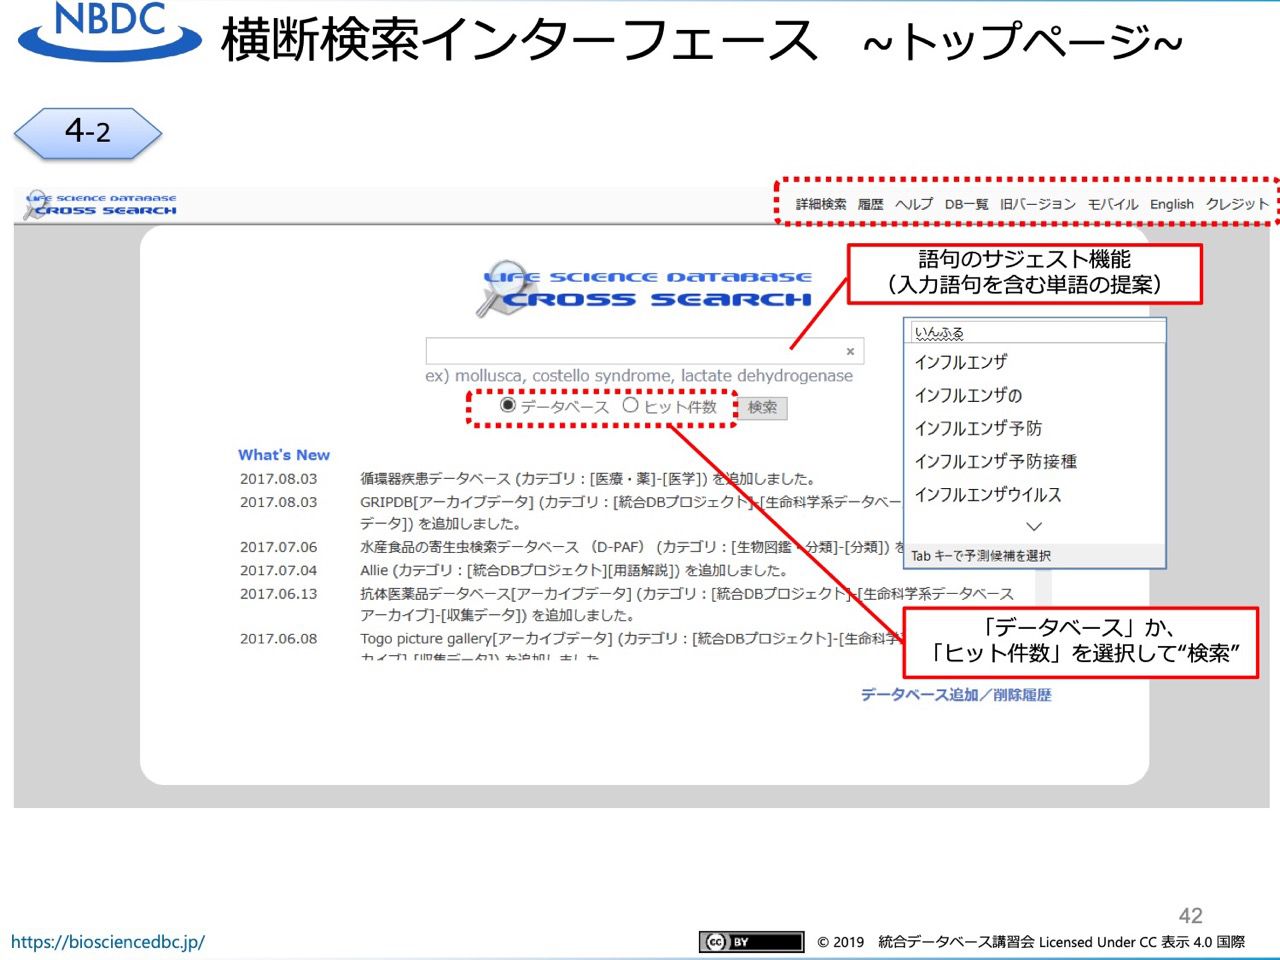 NBDC
横断検索インターフェース　~トップページ~
4-2
LIFE SCIENCE DATABASE
CROSS SEARCH
詳細検索 履歴 ヘルプ DB一覧 旧バージョン モバイル English クレジット
語句のサジェスト機能
（入力語句を含む単語の提案）
LIFE SCIENCE DATABASE
CROSS SEARCH
×
ex) mollusca, costello syndrome, lactate dehydrogenase
データベース ヒット件数 検索
いんふる
インフルエンザ
インフルエンザの
インフルエンザ予防
インフルエンザ予防接種
インフルエンザウイルス
Tab キーで予測候補を選択
What's New
2017.08.03 循環器疾患データベース (カテゴリ：[医療・薬]-[医学]) を追加しました。
2017.08.03 GRIPDB[アーカイブデータ] (カテゴリ：[統合DBプロジェクト]-[生命科学系データベー
データ]) を追加しました。
2017.07.06 水産食品の寄生虫検索データベース （D-PAF） (カテゴリ：[生物図鑑・分類]-[分類]) を
2017.07.04 Allie (カテゴリ：[統合DBプロジェクト][用語解説]) を追加しました。
2017.06.13 抗体医薬品データベース[アーカイブデータ] (カテゴリ：[統合DBプロジェクト]-[生命科学系データベース
アーカイブ]-[収集データ]) を追加しました。
2017.06.08 Togo picture gallery[アーカイブデータ] (カテゴリ：[統合DBプロジェクト]-[生命科学
カイブ]-[収集データ]) を追加しました
「データベース」か、
「ヒット件数」を選択して“検索”
データベース追加／削除履歴
42
https://biosciencedbc.jp/
cc BY
© 2019　統合データベース講習会 Licensed Under CC 表示 4.0 国際